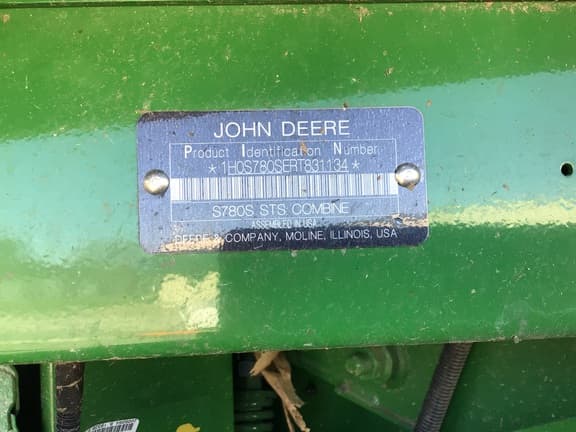 JOHN DEERE
Product Identification Number
*1H0S780SERT831134*
S780S STS COMBINE
ASSEMBLED IN USA
DEERE & COMPANY, MOLINE, ILLINOIS, USA